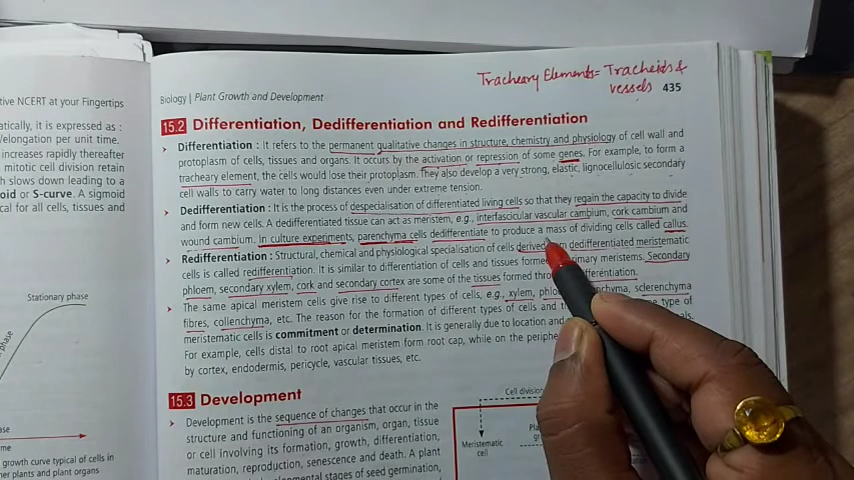 Tracheary Elements = Tracheids &
vessels
435
Biology | Plant Growth and Development
15.2 Differentiation, Dedifferentiation and Redifferentiation
Differentiation : It refers to the permanent qualitative changes in structure, chemistry and physiology of cell wall and
protoplasm of cells, tissues and organs. It occurs by the activation or repression of some genes. For example, to form a
tracheary element, the cells would lose their protoplasm. They also develop a very strong, elastic, lignocellulosic secondary
cell walls to carry water to long distances even under extreme tension.
Dedifferentiation : It is the process of despecialisation of differentiated living cells so that they regain the capacity to divide
and form new cells. A dedifferentiated tissue can act as meristem, e.g., interfascicular vascular cambium, cork cambium and
wound cambium. In culture experiments, parenchyma cells dedifferentiate to produce a mass of dividing cells called callus.
Redifferentiation : Structural, chemical and physiological specialisation of cells derived dedifferentiated meristematic
cells is called redifferentiation. It is similar to differentiation of cells and tissues primary meristems. Secondary
phloem, secondary xylem, cork and secondary cortex are some of the tissues formed differentiation.
The same apical meristem cells give rise to different types of cells, e.g., xylem, sclerenchyma
fibres, collenchyma, etc. The reason for the formation of different types of cells and type of
meristematic cells is commitment or determination. It is generally due to location and
For example, cells distal to root apical meristem form root cap, while on the
by cortex, endodermis, pericycle, vascular tissues, etc.
15.3 Development
Development is the sequence of changes that occur in the
structure and functioning of an organism, organ, tissue
or cell involving its formation, growth, differentiation,
maturation, reproduction, senescence and death. A plant
stages of seed germination,
Cell division
Meristematic
cell
NCERT at your Fingertips
it is expressed as :
elongation per unit time.
increases rapidly thereafter
mitotic cell division retain
slows down leading to a
or S-curve. A sigmoid
for all cells, tissues and
Stationary phase
phase
growth curve typical of cells in
plants and plant organs